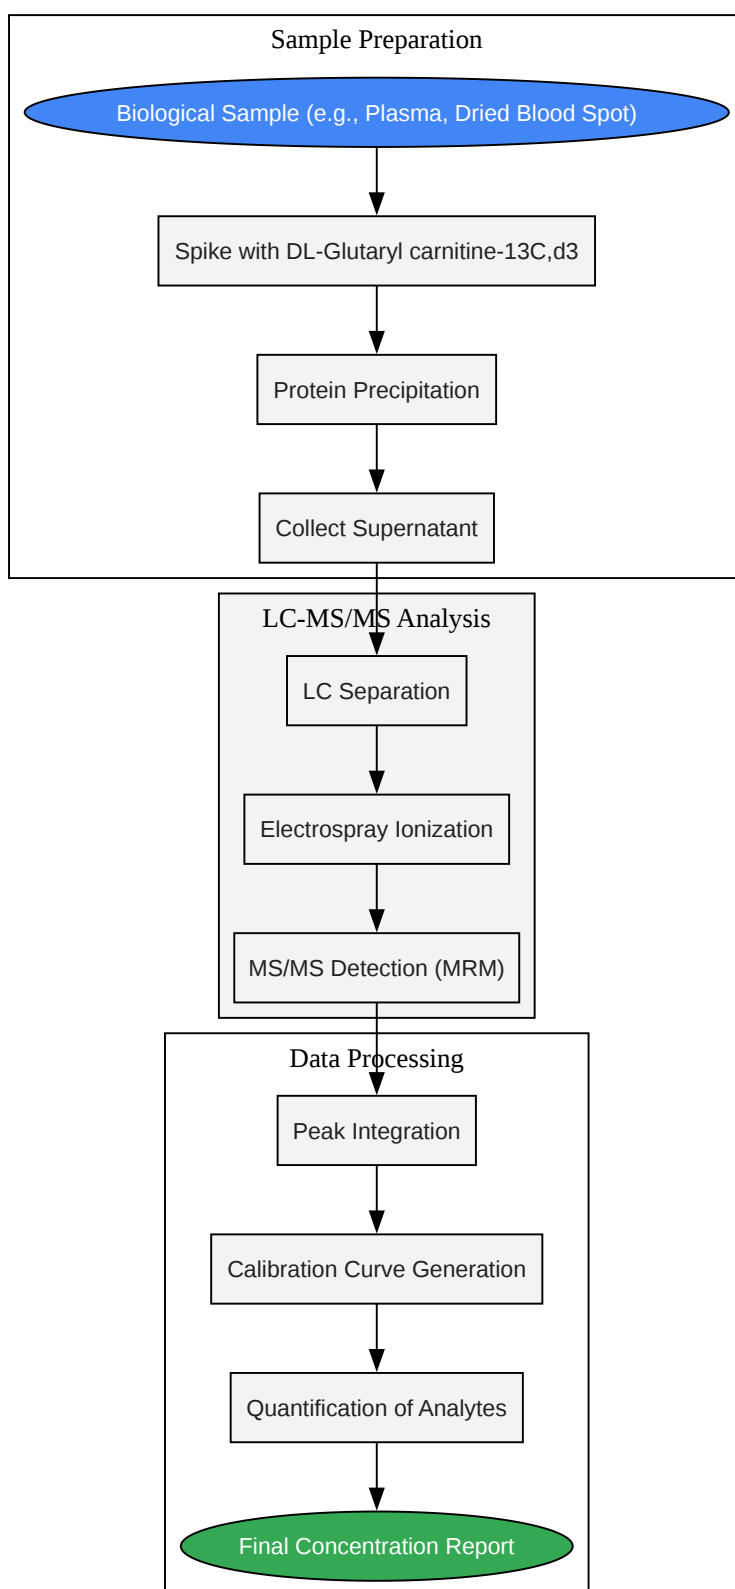 Sample Preparation
Biological Sample (e.g., Plasma, Dried Blood Spot)
Spike with DL-Glutaryl carnitine-13C,d3
Protein Precipitation
Collect Supernatant
LC-MS/MS Analysis
LC Separation
Electrospray Ionization
MS/MS Detection (MRM)
Data Processing
Peak Integration
Calibration Curve Generation
Quantification of Analytes
Final Concentration Report